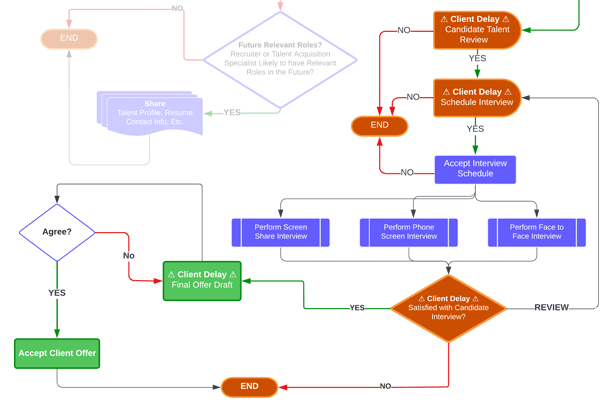 NO
END
Future Relevant Roles?
Recruiter or Talent Acquisition
Specialist Likely to have Relevant
Roles in the Future?
YES
Share
Talent Profile, Resume,
Contact Info, Etc.
⚠ Client Delay ⚠
Candidate Talent
Review
NO
YES
⚠ Client Delay ⚠
Schedule Interview
NO
END
YES
Accept Interview
Schedule
NO
Perform Screen
Share Interview
Perform Phone
Screen Interview
Perform Face to
Face Interview
Agree?
No
⚠ Client Delay ⚠
Final Offer Draft
YES
⚠ Client Delay ⚠
Satisfied with Candidate
Interview?
REVIEW
YES
Accept Client Offer
END
NO